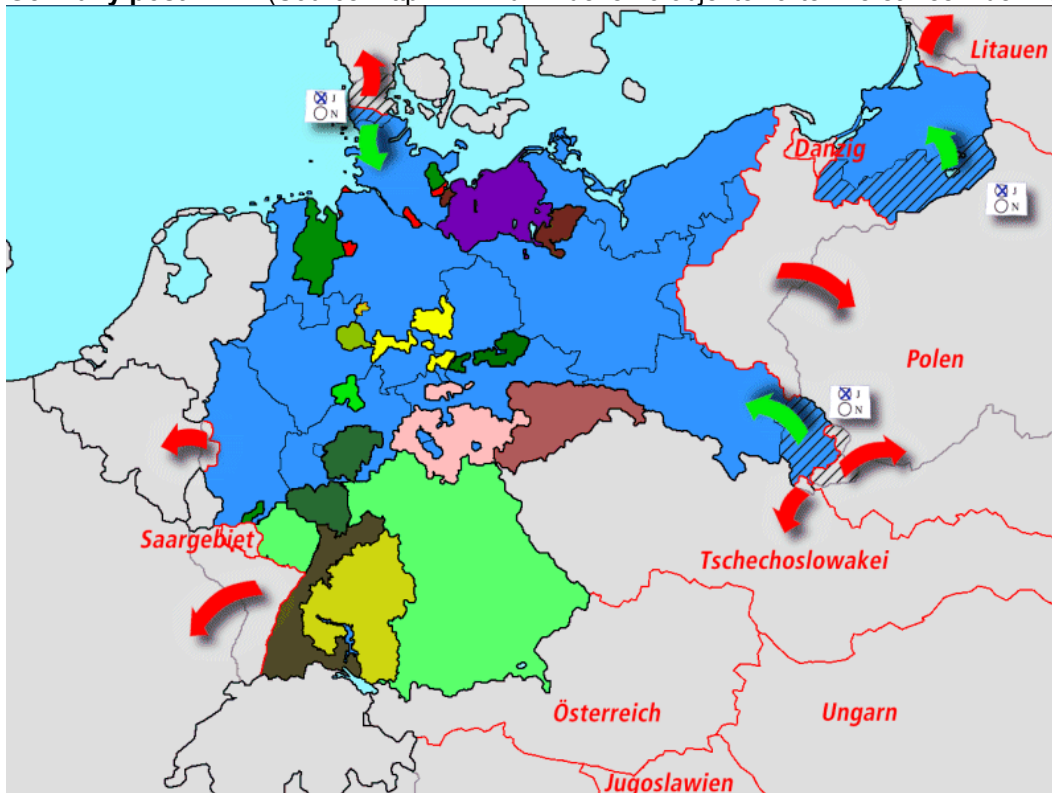 Litauen
J
N
Danzig
J
N
Polen
J
N
Saargebiet
Tschechoslowakei
Österreich
Ungarn
Jugoslawien